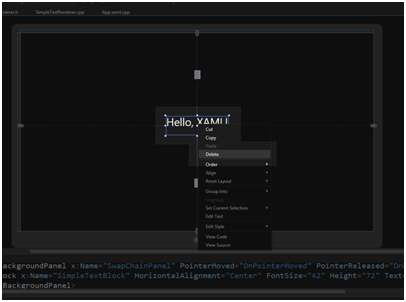 SimpleTextRenderer.cpp App.xaml.cpp
Hello, XAML!
Cut
Copy
Paste
Delete
Order
Align
Reset Layout
Group Into
Ungroup
Set Current Selection
Edit Text
Edit Style
View Code
View Source
ackgroundPanel x:Name="SwapChainPanel" PointerMoved="OnPointerMoved" PointerReleased="On
ock x:Name="SimpleTextBlock" HorizontalAlignment="Center" FontSize="42" Height="72" Text
BackgroundPanel>